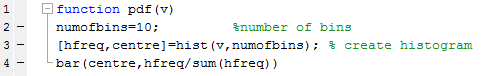 1 function pdf(v)
2 – numofbins=10; %number of bins
3 – [hfreq,centre]=hist(v,numofbins); % create histogram
4 – bar(centre,hfreq/sum(hfreq))